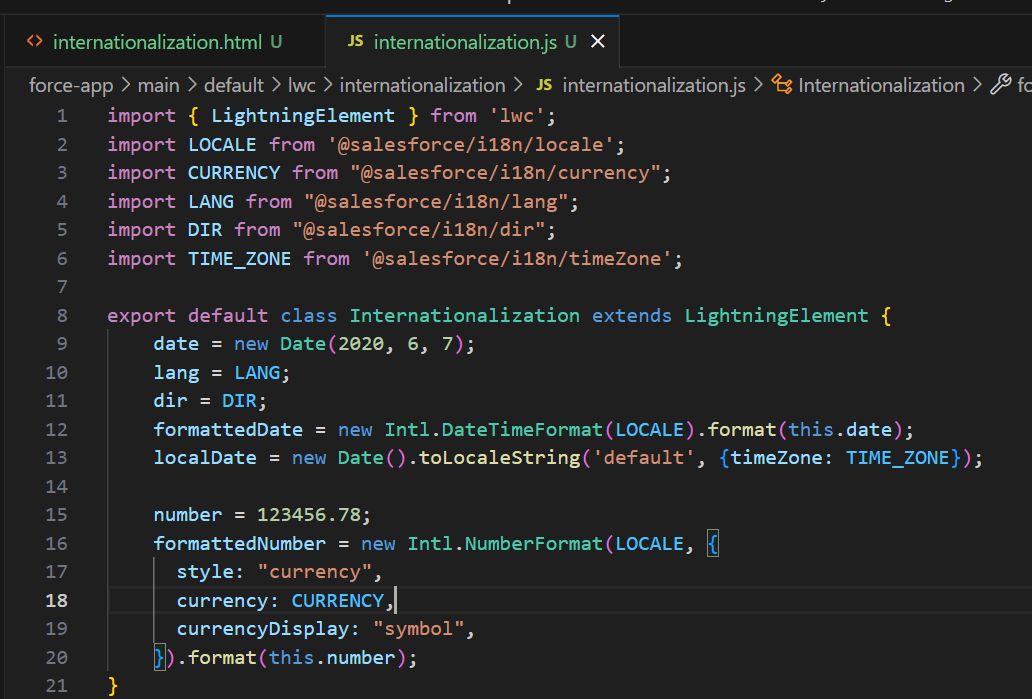 internationalization.html U
JS internationalization.js U
force-app > main > default > lwc > internationalization > JS internationalization.js > Internationalization >
1 import { LightningElement } from 'lwc';
2 import LOCALE from '@salesforce/i18n/locale';
3 import CURRENCY from "@salesforce/i18n/currency";
4 import LANG from "@salesforce/i18n/lang";
5 import DIR from "@salesforce/i18n/dir";
6 import TIME_ZONE from '@salesforce/i18n/timeZone';
7
8 export default class Internationalization extends LightningElement {
9     date = new Date(2020, 6, 7);
10     lang = LANG;
11     dir = DIR;
12     formattedDate = new Intl.DateTimeFormat(LOCALE).format(this.date);
13     localDate = new Date().toLocaleString('default', {timeZone: TIME_ZONE});
14
15     number = 123456.78;
16     formattedNumber = new Intl.NumberFormat(LOCALE, {
17       style: "currency",
18       currency: CURRENCY,
19       currencyDisplay: "symbol",
20     }).format(this.number);
21 }